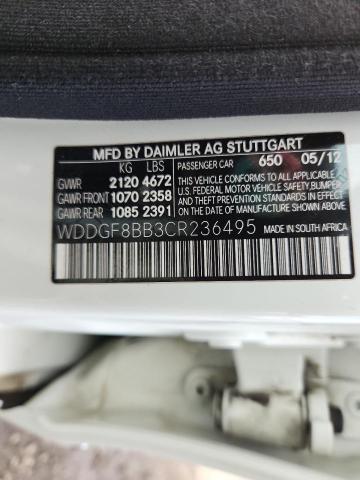 MFD BY DAIMLER AG STUTTGART
KG LBS PASSENGER CAR 650 05/12
GVWR 2120 4672 THIS VEHICLE CONFORMS TO ALL APPLICABLE
GAWR FRONT 1070 2358 U.S. FEDERAL MOTOR VEHICLE SAFETY, BUMPER,
GAWR REAR 1085 2391 AND THEFT PREVENTION STANDARDS IN EFFECT ON THE DATE OF MANUFACTURE SHOWN ABOVE
WDDGF8BB3CR236495 MADE IN SOUTH AFRICA